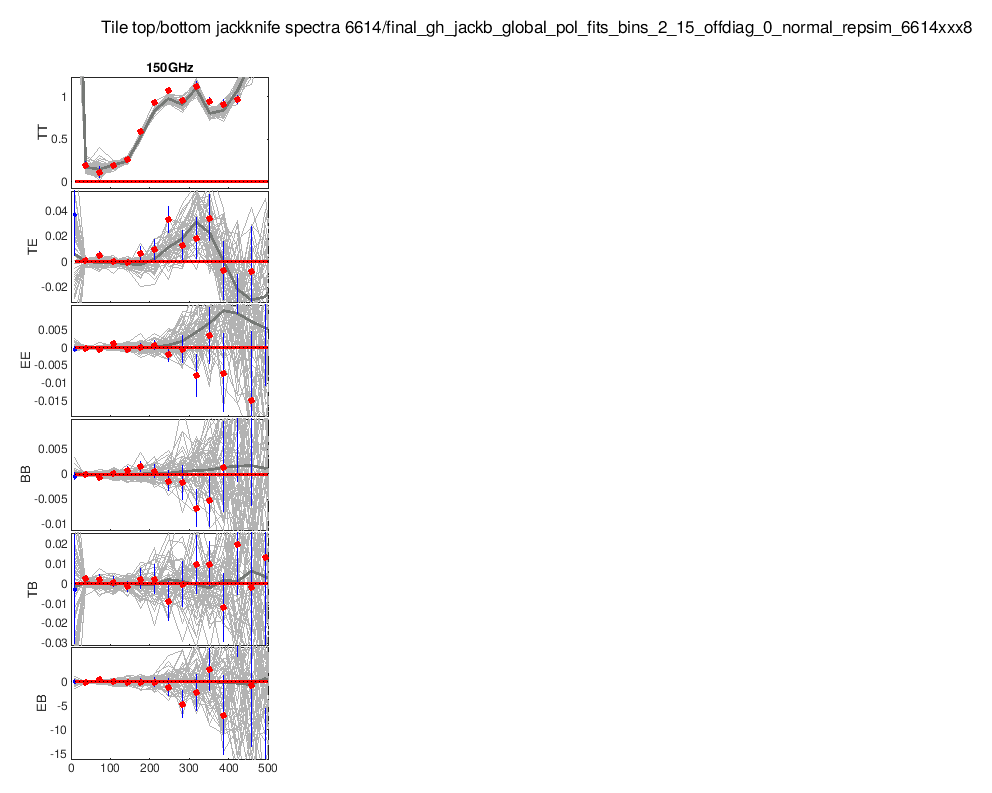 Tile top/bottom jackknife spectra 6614/final_gh_jackb_global_pol_fits_bins_2_15_offdiag_0_normal_repsim_6614xxx8
150GHz
1
0.5
0
TT
0.04
0.02
0
-0.02
TE
0.005
0
-0.005
-0.01
-0.015
EE
0.005
0
-0.005
-0.01
BB
0.02
0.01
0
-0.01
-0.02
-0.03
TB
0
-5
-10
-15
EB
0 100 200 300 400 500